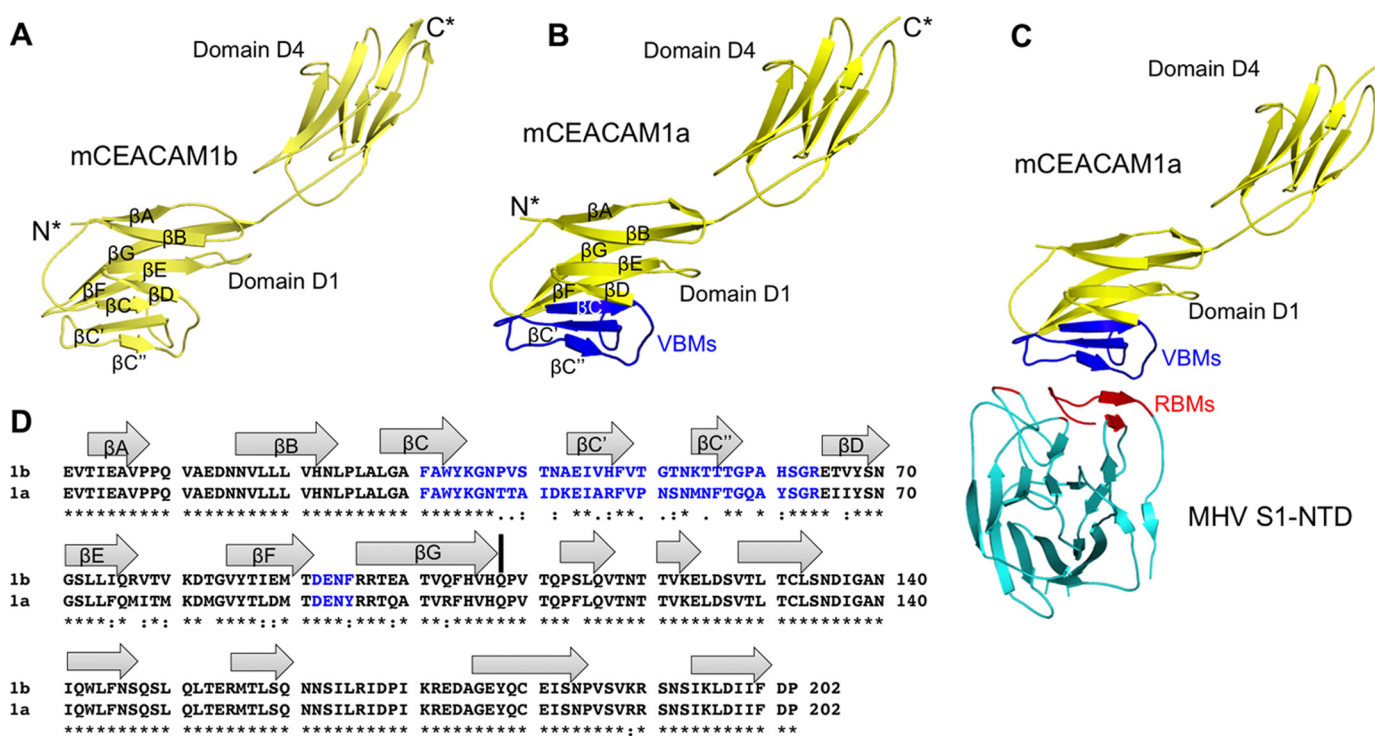 A
Domain D4
C*
mCEACAM1b
N*
βA
βB
βG
βE
Domain D1
βF
βD
βC
βC'
βC''
B
Domain D4
C*
mCEACAM1a
N*
βA
βB
βG
βE
Domain D1
βF
βD
βC
βC'
VBMs
βC''
C
Domain D4
mCEACAM1a
Domain D1
VBMs
RBMs
MHV S1-NTD
D
βA βB βC βC' βC'' βD
1b EVTIEAVPPQ VAEDNNVLLL VHNLPLALGA FAWYKGNPVS TNAEIVHFVT GTNKTTTGPA HSGRETVYSN 70
1a EVTIEAVPPQ VAEDNNVLLL VHNLPLALGA FAWYKGNTTA IDKEIARFVP NSNMNFTGQA YSGREIIYSN 70
********** ********** ********** *******..: : **.:**. .:* . ** * :*** :***
βE βF βG
1b GSLLIQRVTV KDTGVYTIEM TDENFRRTEA TVQFHVHQPV TQPSLQVTNT TVKELDSVTL TCLSNDIGAN 140
1a GSLLFQMITM KDMGVYTLDM TDENYRRTQA TVRFHVHQPV TQPFLQVTNT TVKELDSVTL TCLSNDIGAN 140
****:* :*: ** ****::* ****:***:* **:******* *** ****** ********** **********
1b IQWLFNSQSL QLTERMTLSQ NNSILRIDPI KREDAGEYQC EISNPVSVKR SNSIKLDIIF DP 202
1a IQWLFNSQSL QLTERMTLSQ NNSILRIDPI KREDAGEYQC EISNPVSVRR SNSIKLDIIF DP 202
********** ********** ********** ********** ********:* ********** **